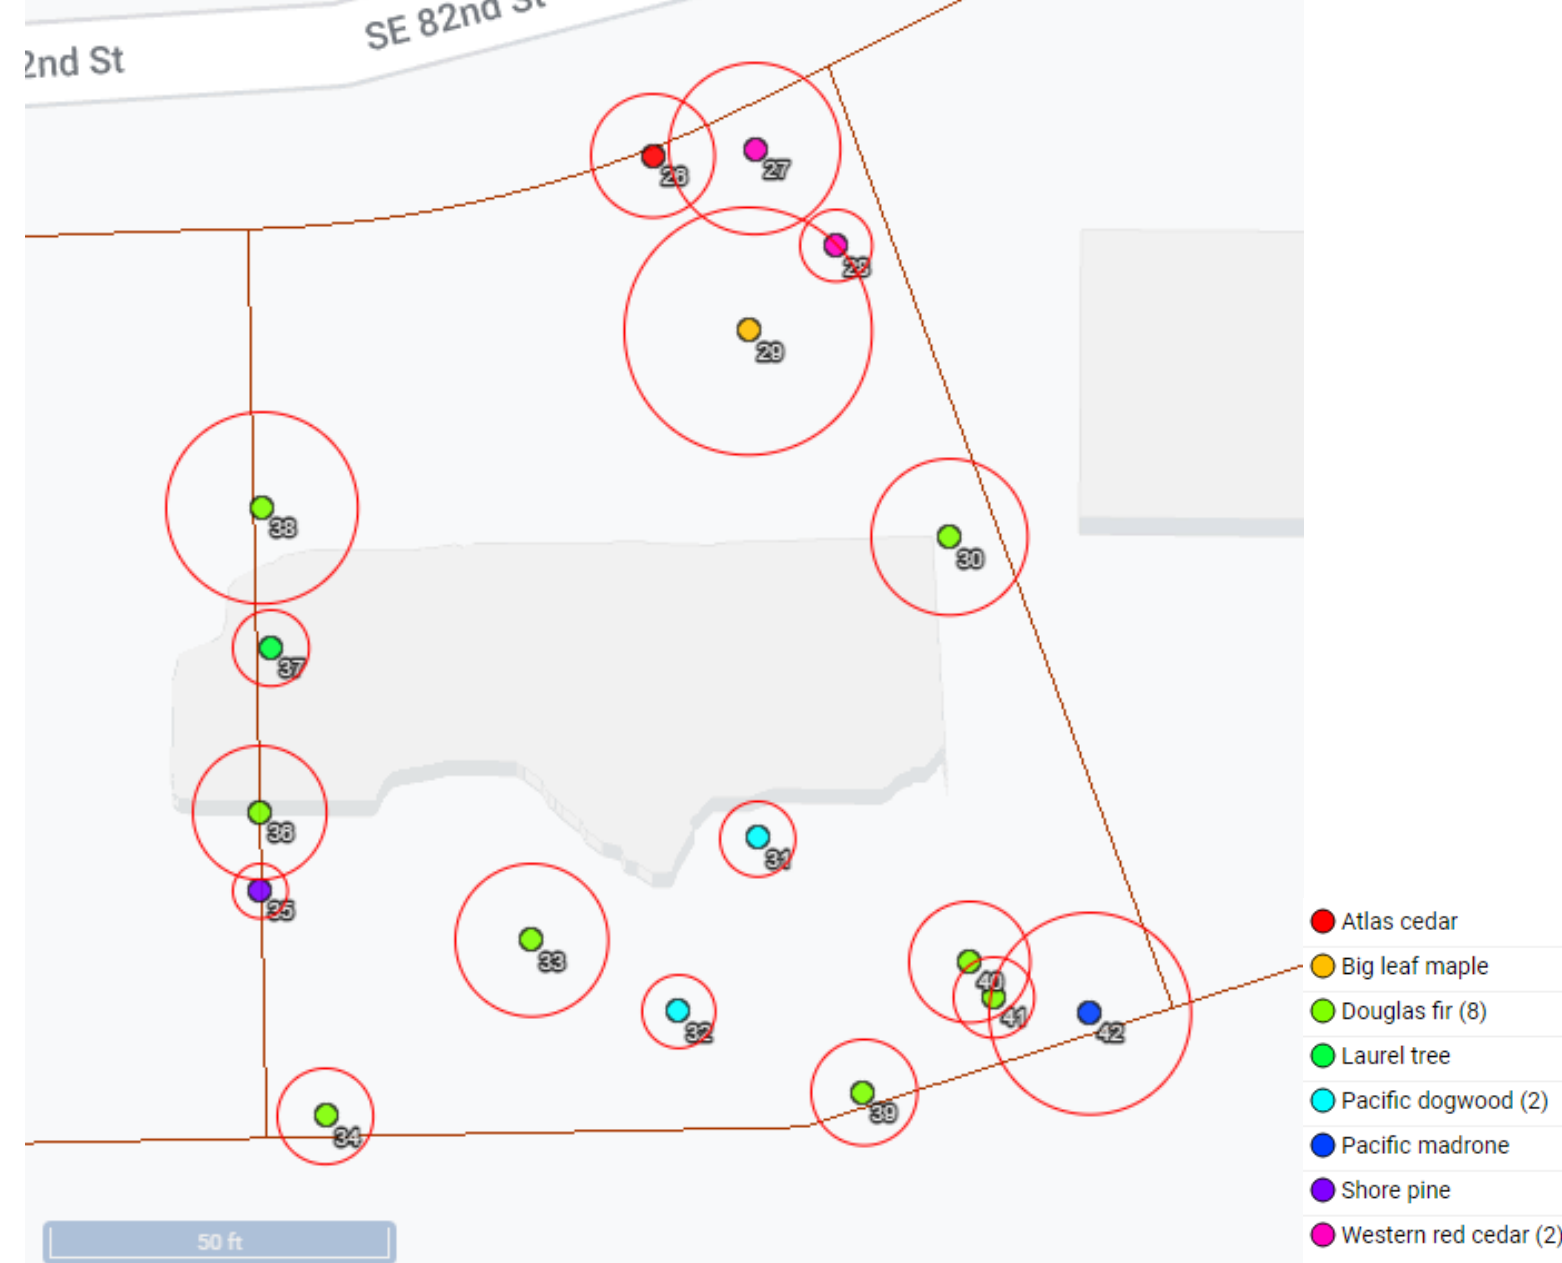 SE 82nd St
2nd St
26
27
28
29
38
30
37
36
31
35
33
40
41
32
42
39
34
50 ft
Atlas cedar
Big leaf maple
Douglas fir (8)
Laurel tree
Pacific dogwood (2)
Pacific madrone
Shore pine
Western red cedar (2)